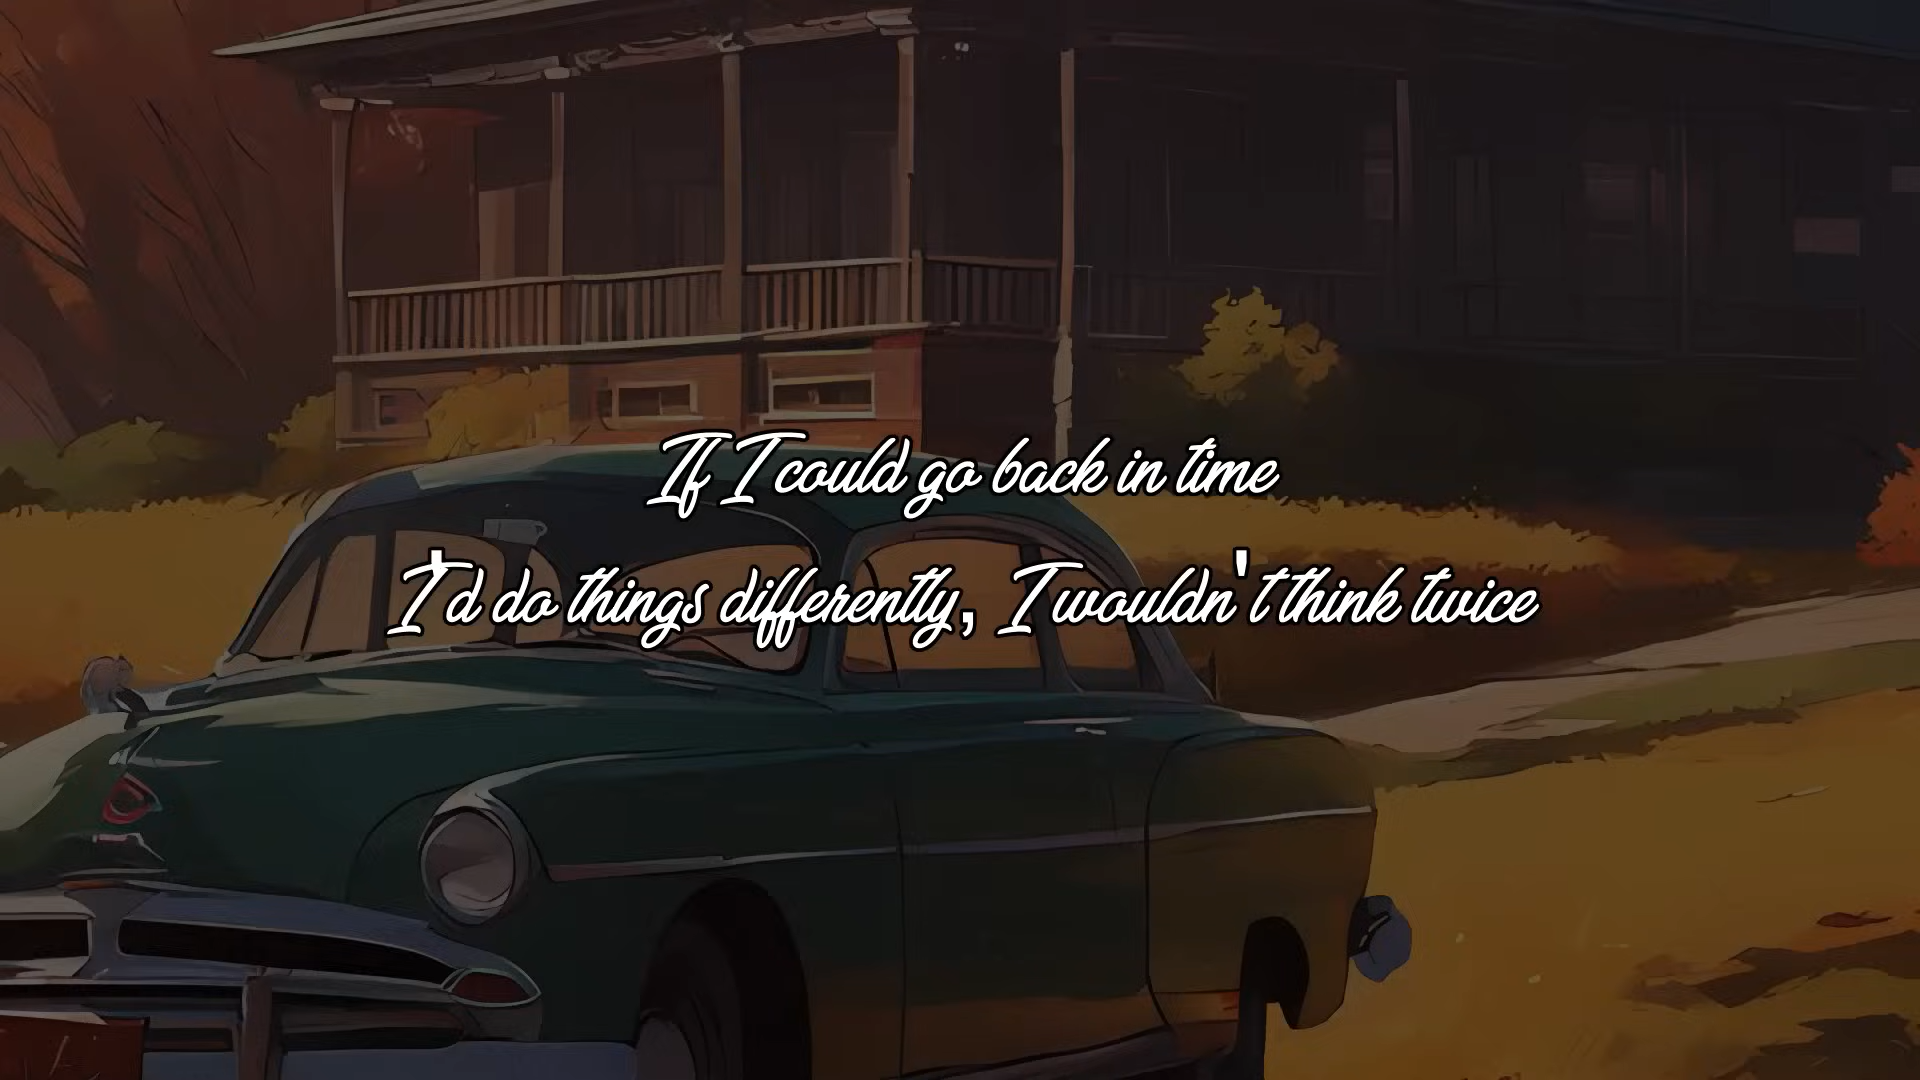 If I could go back in time
I'd do things differently, I wouldn't think twice